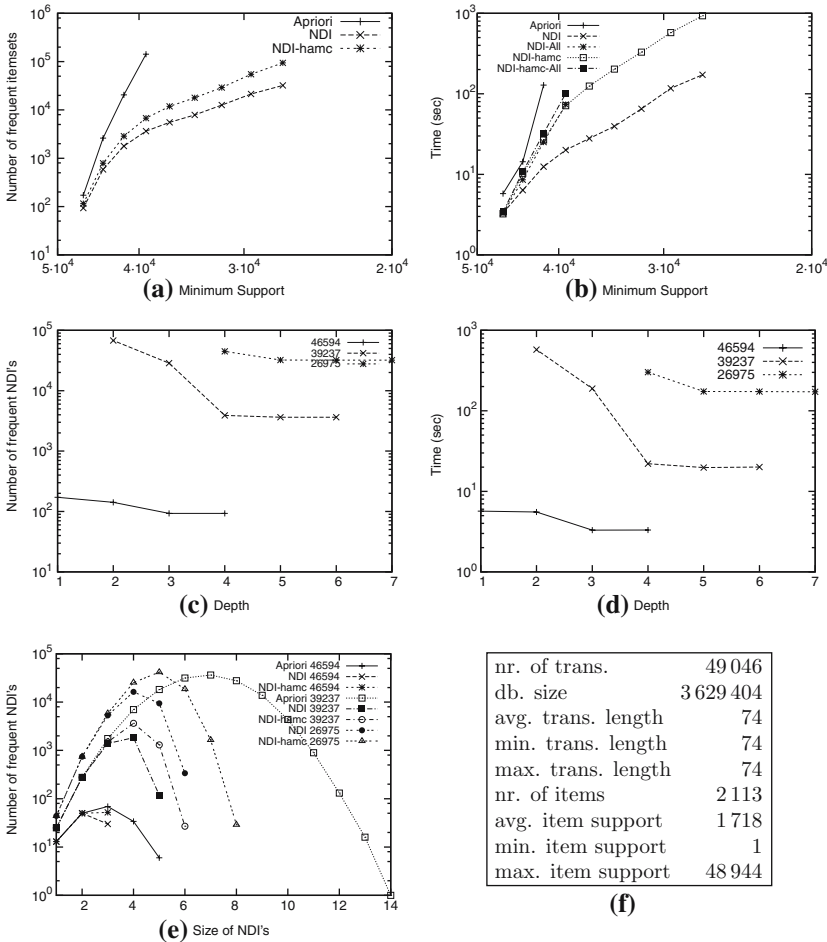 Number of frequent itemsets
10^6
10^5
10^4
10^3
10^2
10^1
Apriori
NDI
NDI-hamc
5·10^4
4·10^4
3·10^4
2·10^4
(a) Minimum Support
Time (sec)
10^3
10^2
10^1
10^0
Apriori
NDI
NDI-All
NDI-hamc
NDI-hamc-All
5·10^4
4·10^4
3·10^4
2·10^4
(b) Minimum Support
Number of frequent NDI's
10^5
10^4
10^3
10^2
10^1
46594
39237
26975
1 2 3 4 5 6 7
(c) Depth
Time (sec)
10^3
10^2
10^1
10^0
46594
39237
26975
1 2 3 4 5 6 7
(d) Depth
Number of frequent NDI's
10^5
10^4
10^3
10^2
10^1
10^0
Apriori 46594
NDI 46594
NDI-hamc 46594
Apriori 39237
NDI 39237
NDI-hamc 39237
NDI 26975
NDI-hamc 26975
2 4 6 8 10 12 14
(e) Size of NDI's
nr. of trans. 49 046
db. size 3 629 404
avg. trans. length 74
min. trans. length 74
max. trans. length 74
nr. of items 2 113
avg. item support 1 718
min. item support 1
max. item support 48 944
(f)